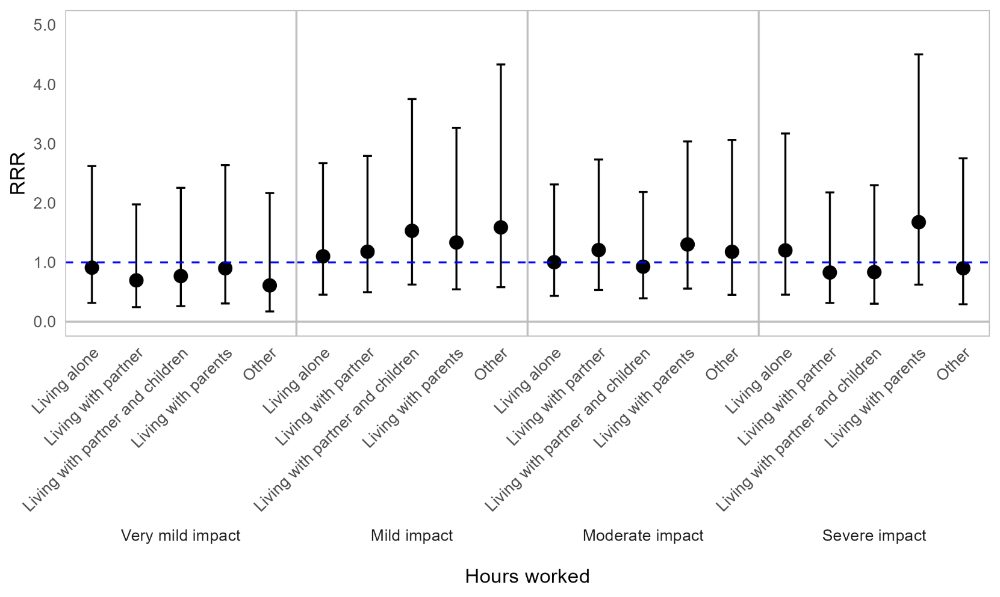 5.0
4.0
3.0
2.0
1.0
0.0
RRR
Living alone
Living with partner
Living with partner and children
Living with parents
Other
Living alone
Living with partner
Living with partner and children
Living with parents
Other
Living alone
Living with partner
Living with partner and children
Living with parents
Other
Living alone
Living with partner
Living with partner and children
Living with parents
Other
Very mild impact
Mild impact
Moderate impact
Severe impact
Hours worked